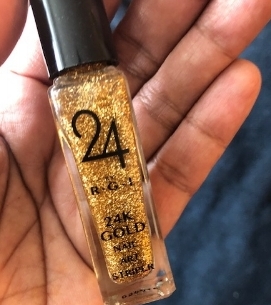 24
R G L
24K
GOLD
NAIL
ART
STRIPER